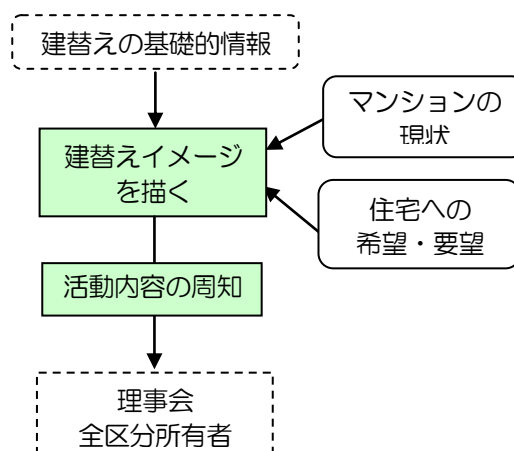 建替えの基礎的情報
マンションの
現状
建替えイメージ
を描く
住宅への
希望・要望
活動内容の周知
理事会
全区分所有者